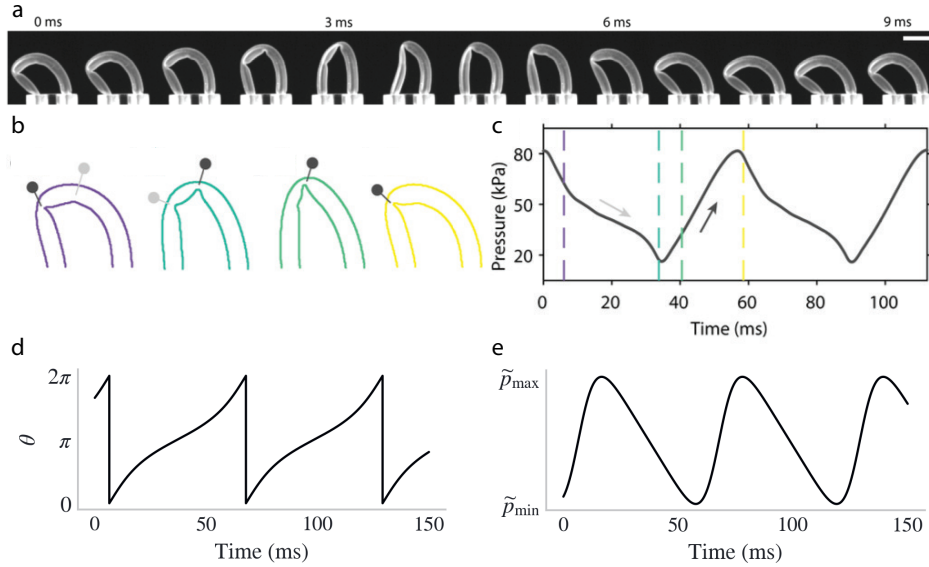 a
0 ms 3 ms 6 ms 9 ms
b
c
Pressure (kPa)
80
50
20
0 20 40 60 80 100
Time (ms)
d
θ
2π
π
0
0 50 100 150
Time (ms)
e
p̃max
p̃min
0 50 100 150
Time (ms)